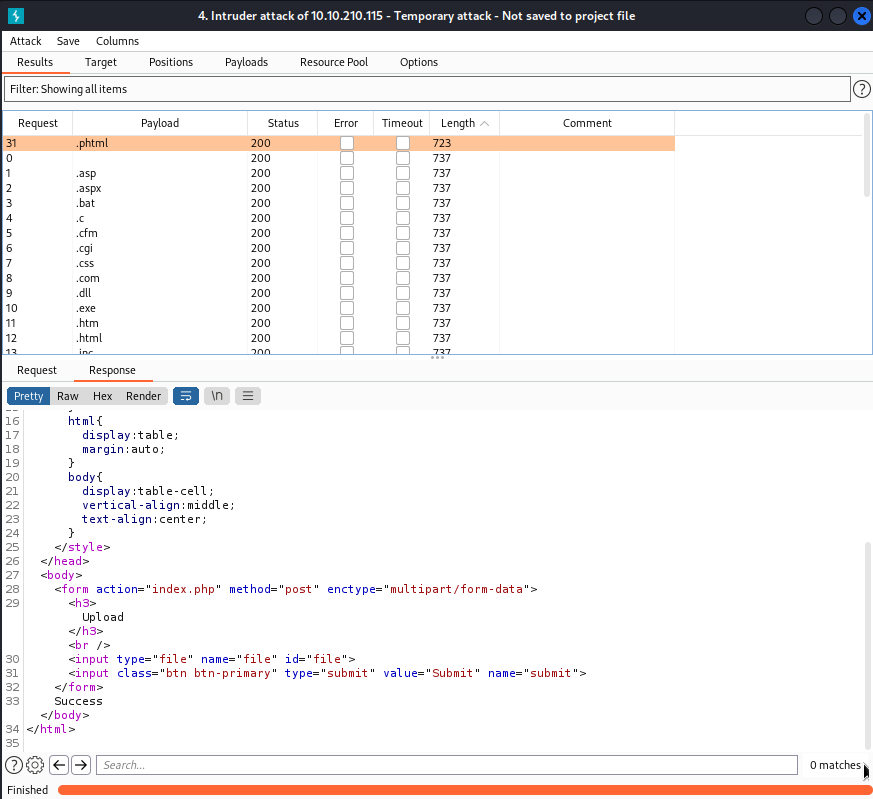 4. Intruder attack of 10.10.210.115 - Temporary attack - Not saved to project file
Attack Save Columns
Results Target Positions Payloads Resource Pool Options
Filter: Showing all items ?
Request Payload Status Error Timeout Length Comment
31 .phtml 200 723
0 200 737
1 .asp 200 737
2 .aspx 200 737
3 .bat 200 737
4 .c 200 737
5 .cfm 200 737
6 .cgi 200 737
7 .css 200 737
8 .com 200 737
9 .dll 200 737
10 .exe 200 737
11 .htm 200 737
12 .html 200 737
13 .inc 200 737
Request Response
Pretty Raw Hex Render \n
16 html{
17 display:table;
18 margin:auto;
19 }
20 body{
21 display:table-cell;
22 vertical-align:middle;
23 text-align:center;
24 }
25 </style>
26 </head>
27 <body>
28 <form action="index.php" method="post" enctype="multipart/form-data">
29 <h3>
Upload
</h3>
<br />
30 <input type="file" name="file" id="file">
31 <input class="btn btn-primary" type="submit" value="Submit" name="submit">
32 </form>
33 Success
</body>
34 </html>
35
? Search... 0 matches
Finished